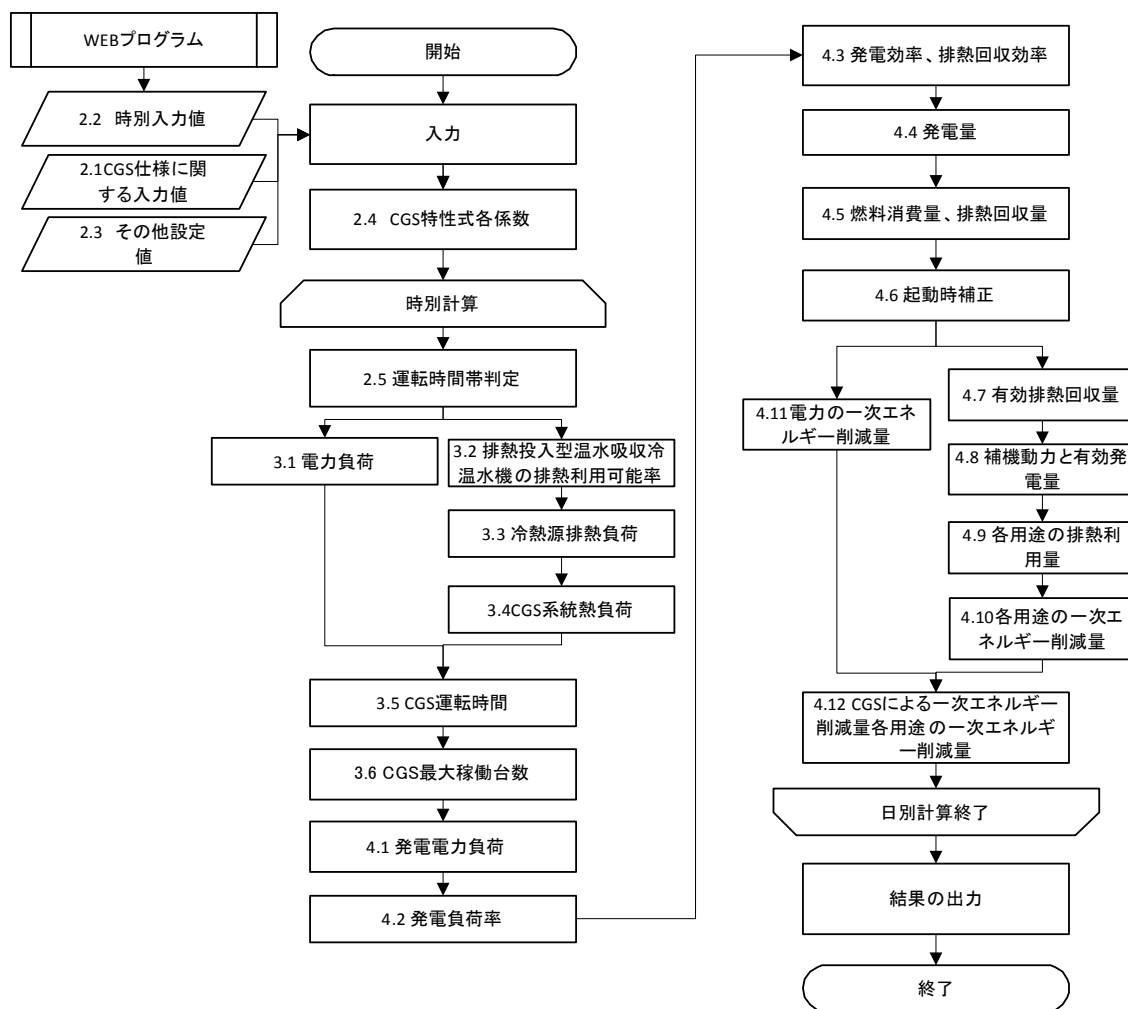 WEBプログラム
2.2 時別入力値
2.1CGS仕様に関
する入力値
2.3 その他設定
値
開始
入力
2.4 CGS特性式各係数
時別計算
2.5 運転時間帯判定
3.1 電力負荷
3.2 排熱投入型温水吸収冷
温水機の排熱利用可能率
3.3 冷熱源排熱負荷
3.4CGS系統熱負荷
3.5 CGS運転時間
3.6 CGS最大稼働台数
4.1 発電電力負荷
4.2 発電負荷率
4.3 発電効率、排熱回収効率
4.4 発電量
4.5 燃料消費量、排熱回収量
4.6 起動時補正
4.11電力の一次エネ
ルギー削減量
4.7 有効排熱回収量
4.8 補機動力と有効発
電量
4.9 各用途の排熱利
用量
4.10各用途の一次エ
ネルギー削減量
4.12 CGSによる一次エネルギー
削減量各用途の一次エネルギ
ー削減量
日別計算終了
結果の出力
終了